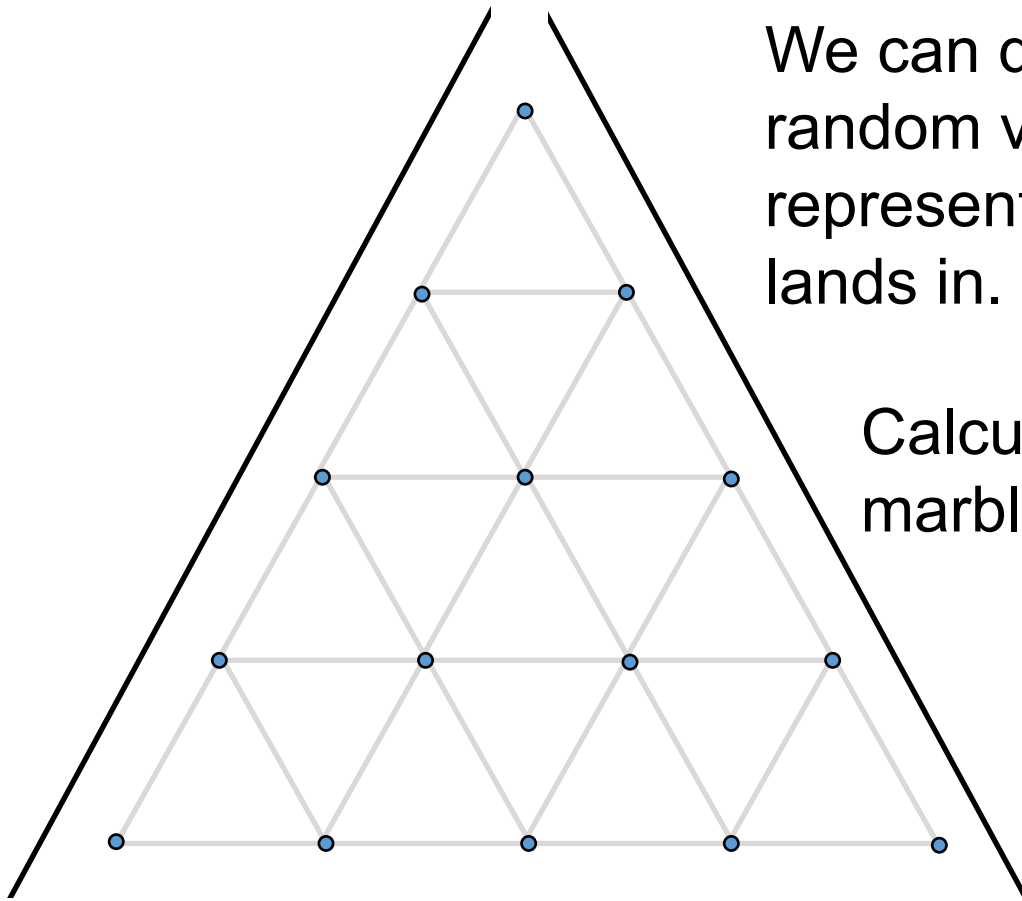 We can
random
represent
lands in.
Calcu
marbl